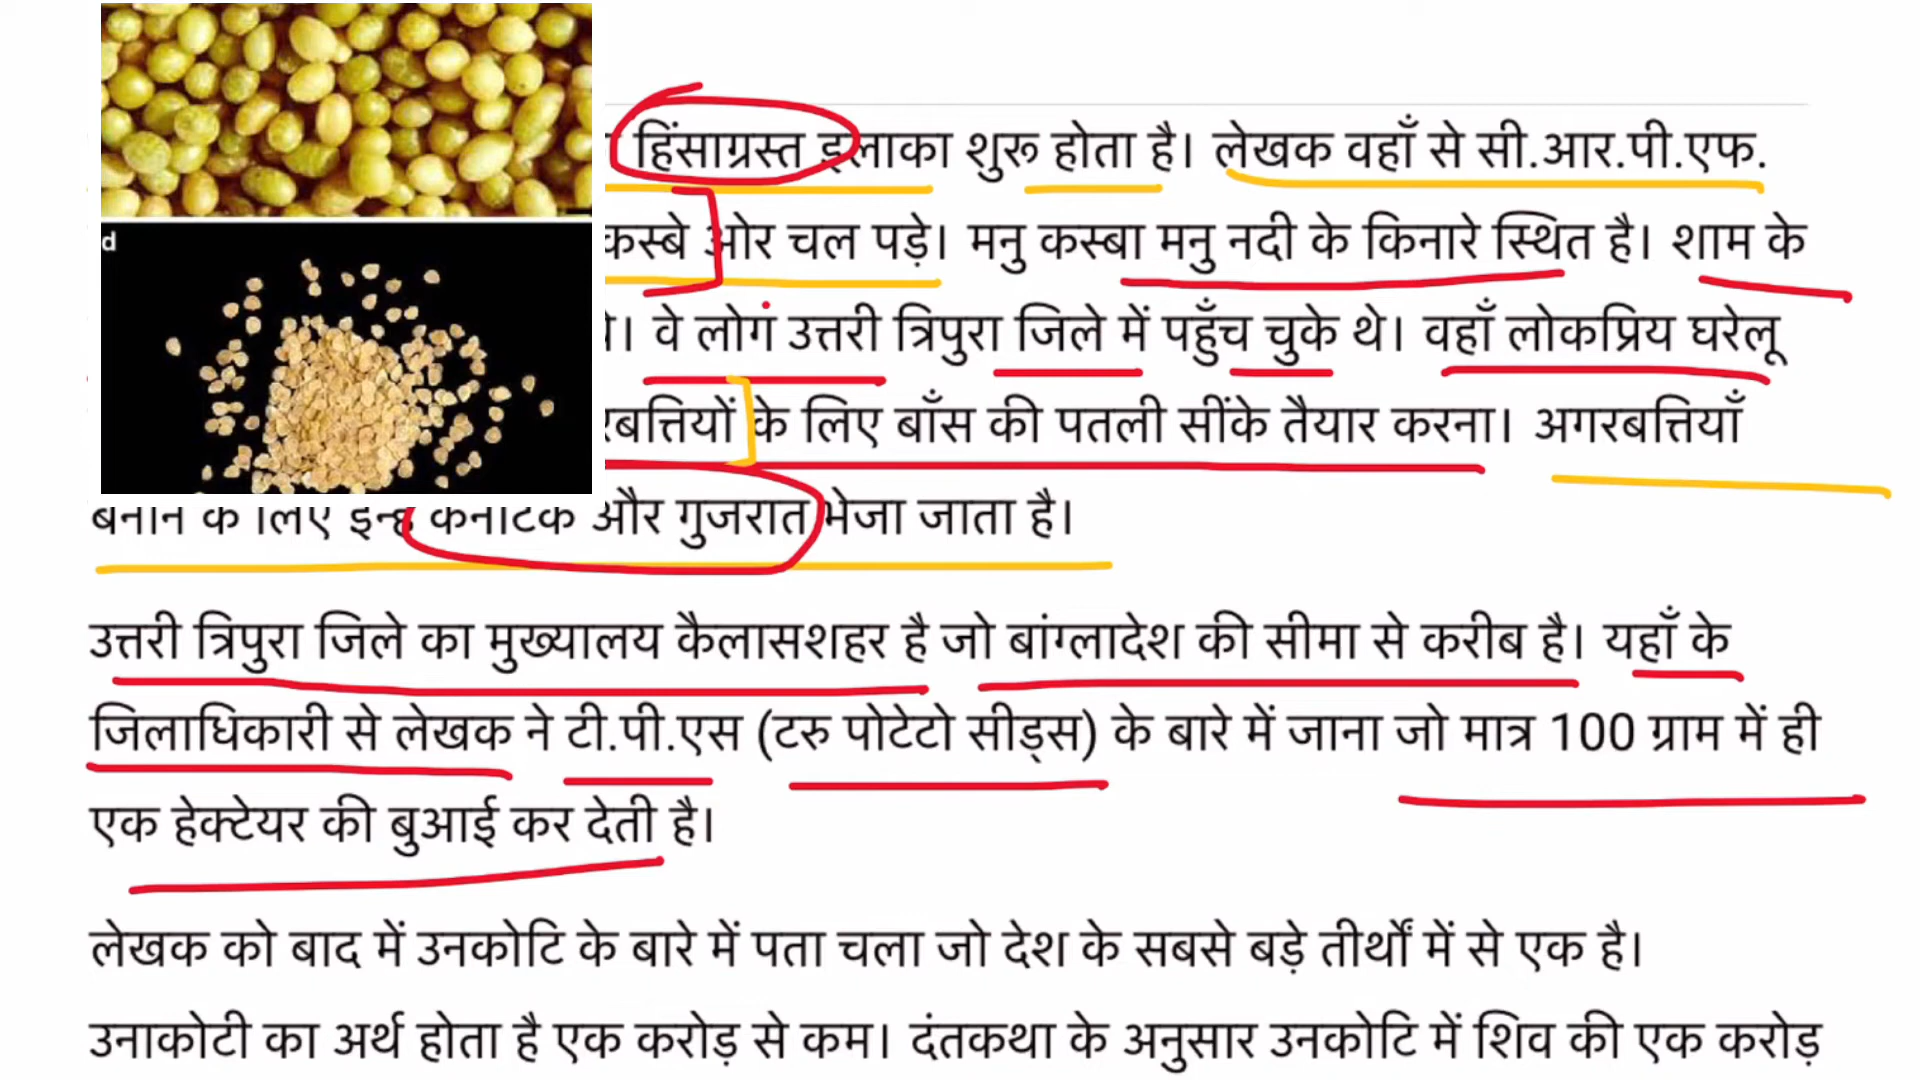 d
हिंसाग्रस्त इलाका शुरू होता है। लेखक वहाँ से सी.आर.पी.एफ.
कस्बे ओर चल पड़े। मनु कस्बा मनु नदी के किनारे स्थित है। शाम के
वे लोग उत्तरी त्रिपुरा जिले में पहुँच चुके थे। वहाँ लोकप्रिय घरेलू
के लिए बाँस की पतली सींके तैयार करना। अगरबत्तियाँ
बनाने के लिए इन्हें कर्नाटक और गुजरात भेजा जाता है।
उत्तरी त्रिपुरा जिले का मुख्यालय कैलासशहर है जो बांग्लादेश की सीमा से करीब है। यहाँ के
जिलाधिकारी से लेखक ने टी.पी.एस (टरु पोटेटो सीड्स) के बारे में जाना जो मात्र 100 ग्राम में ही
एक हेक्टेयर की बुआई कर देती है।
लेखक को बाद में उनकोटि के बारे में पता चला जो देश के सबसे बड़े तीर्थों में से एक है।
उनाकोटी का अर्थ होता है एक करोड़ से कम। दंतकथा के अनुसार उनकोटि में शिव की एक करोड़